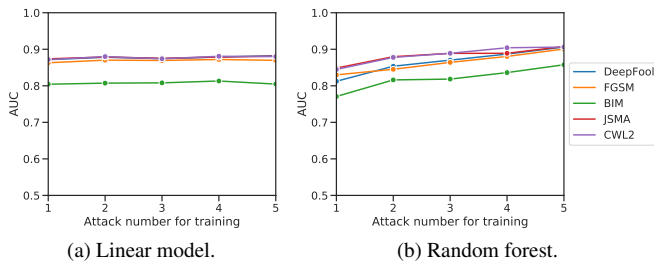 1.0
0.9
0.8
0.7
0.6
0.5
AUC
1 2 3 4 5
Attack number for training
(a) Linear model.
1.0
0.9
0.8
0.7
0.6
0.5
AUC
1 2 3 4 5
Attack number for training
(b) Random forest.
DeepFool
FGSM
BIM
JSMA
CWL2